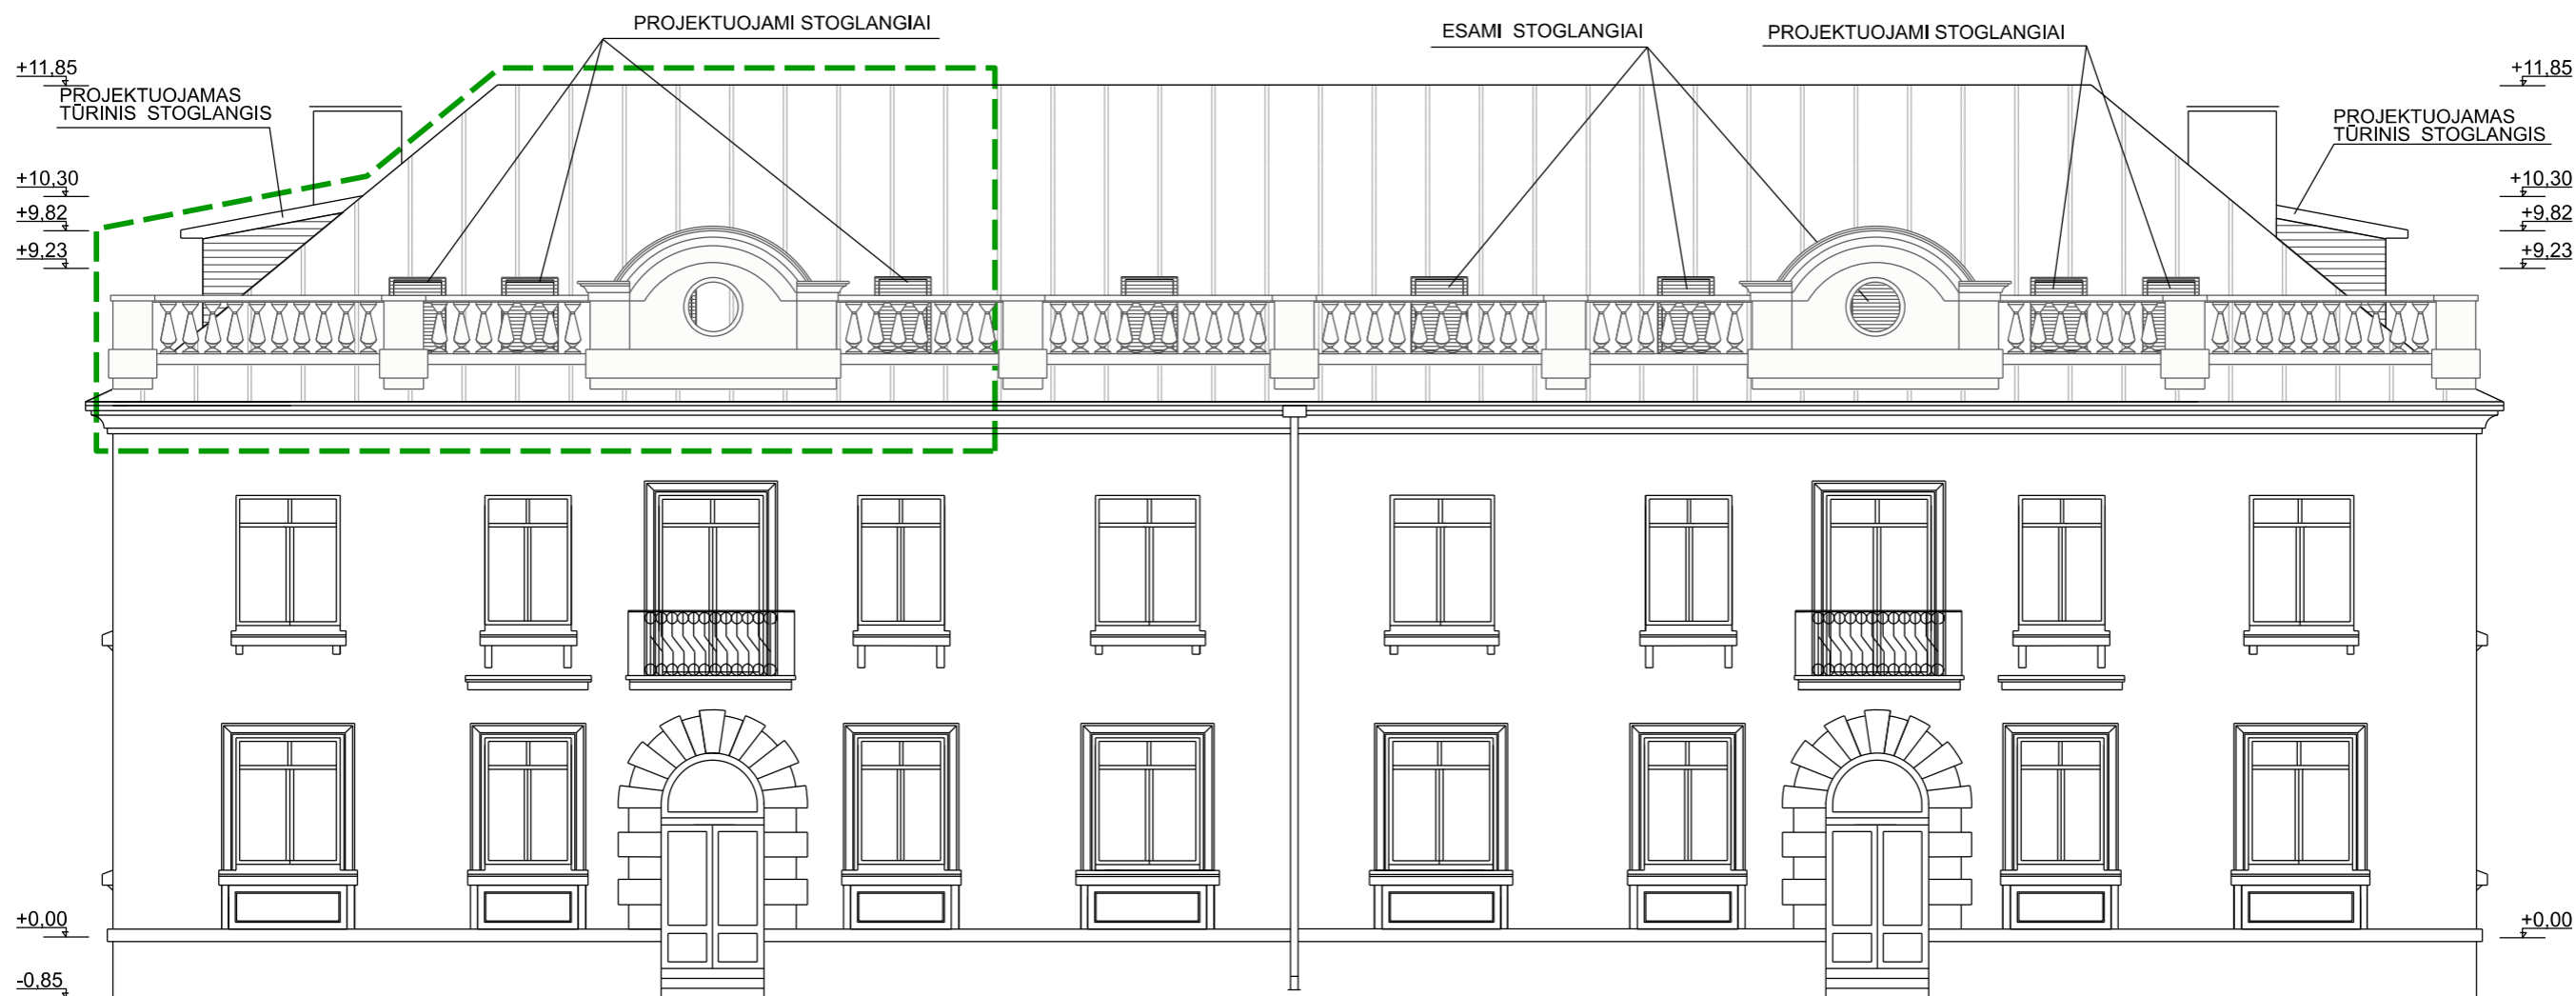 PROJEKTUOJAMI STOGLANGIAI
ESAMI STOGLANGIAI
PROJEKTUOJAMI STOGLANGIAI
+11,85
+11,85
PROJEKTUOJAMAS
TŪRINIS STOGLANGIS
PROJEKTUOJAMAS
TŪRINIS STOGLANGIS
+10,30
+10,30
+9,82
+9,82
+9,23
+9,23
+0,00
+0,00
-0,85